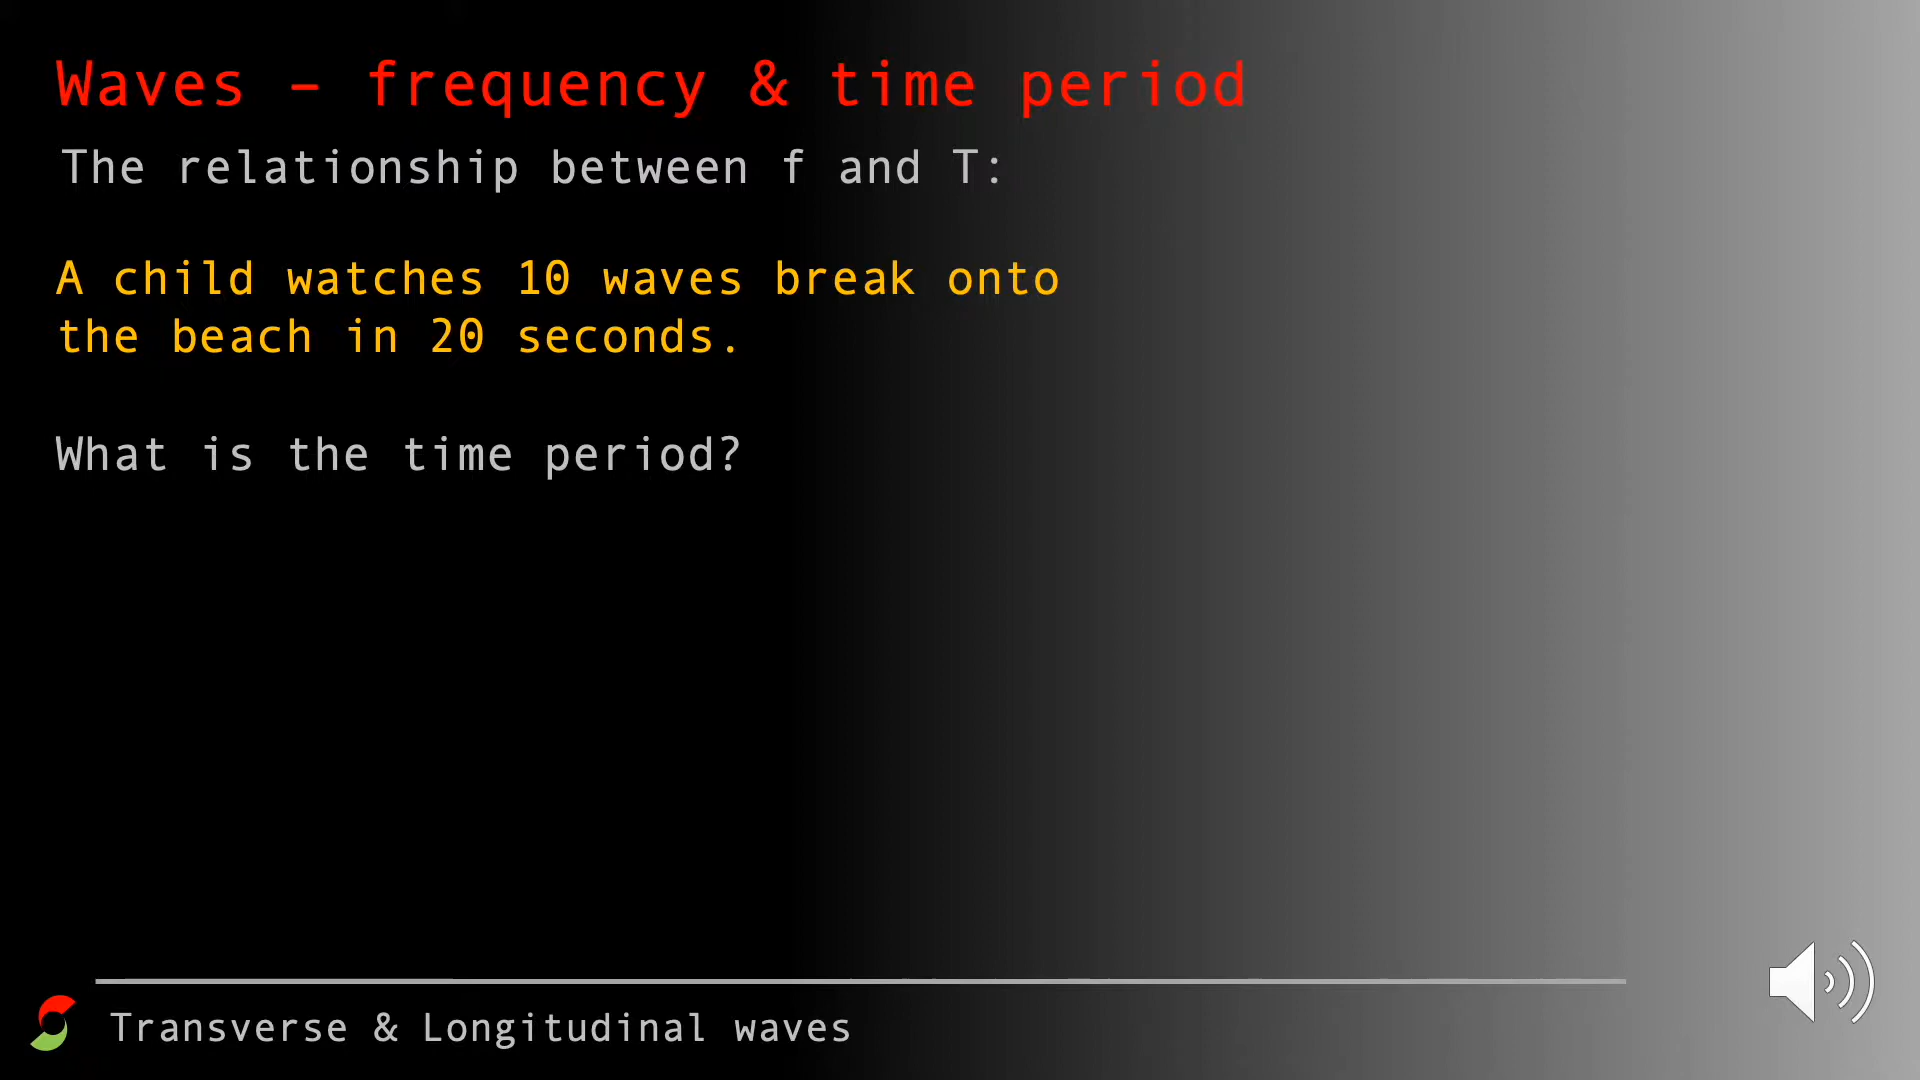 Waves – frequency & time period
The relationship between f and T:
A child watches 10 waves break onto
the beach in 20 seconds.
What is the time period?
Transverse & Longitudinal waves